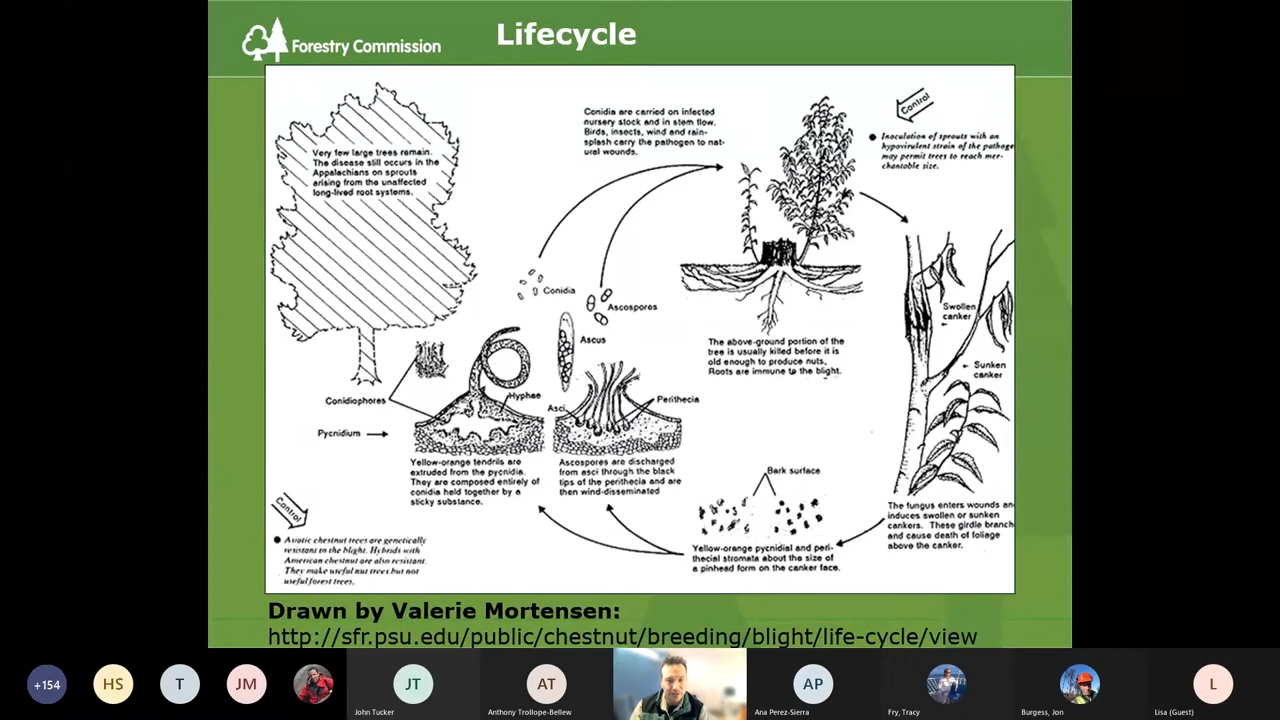 Forestry Commission
Lifecycle
Very few large trees remain.
The disease still occurs in the
Appalachians on sprouts
arising from the unaffected
long-lived root systems.
Conidia are carried on infected
nursery stock and in stem flow.
Birds, insects, wind and rain-
splash carry the pathogen to nat-
ural wounds.
Control
● Inoculation of sprouts with an
hypovirulent strain of the pathoge
may permit trees to reach mer-
chantable size.
Conidia
Ascospores
Ascus
Swollen
canker
Sunken
canker
The above-ground portion of the
tree is usually killed before it is
old enough to produce nuts.
Roots are immune to the blight.
Conidiophores
Hyphae
Asci
Perithecia
Pycnidium
Yellow-orange tendrils are
extruded from the pycnidia.
They are composed entirely of
conidia held together by a
sticky substance.
Ascospores are discharged
from asci through the black
tips of the perithecia and are
then wind-disseminated
Bark surface
Yellow-orange pycnidial and peri-
thecial stromata about the size of
a pinhead form on the canker face.
The fungus enters wounds and
induces swollen or sunken
cankers. These girdle branch
and cause death of foliage
above the canker.
Control
● Asiatic chestnut trees are genetically
resistant to the blight. Hybrids with
American chestnut are also resistant.
They make useful nut trees but not
useful forest trees.
Drawn by Valerie Mortensen:
http://sfr.psu.edu/public/chestnut/breeding/blight/life-cycle/view
+154
HS
T
JM
JT
John Tucker
AT
Anthony Trollope-Bellew
AP
Ana Perez-Sierra
Fry, Tracy
Burgess, Jon
L
Lisa (Guest)